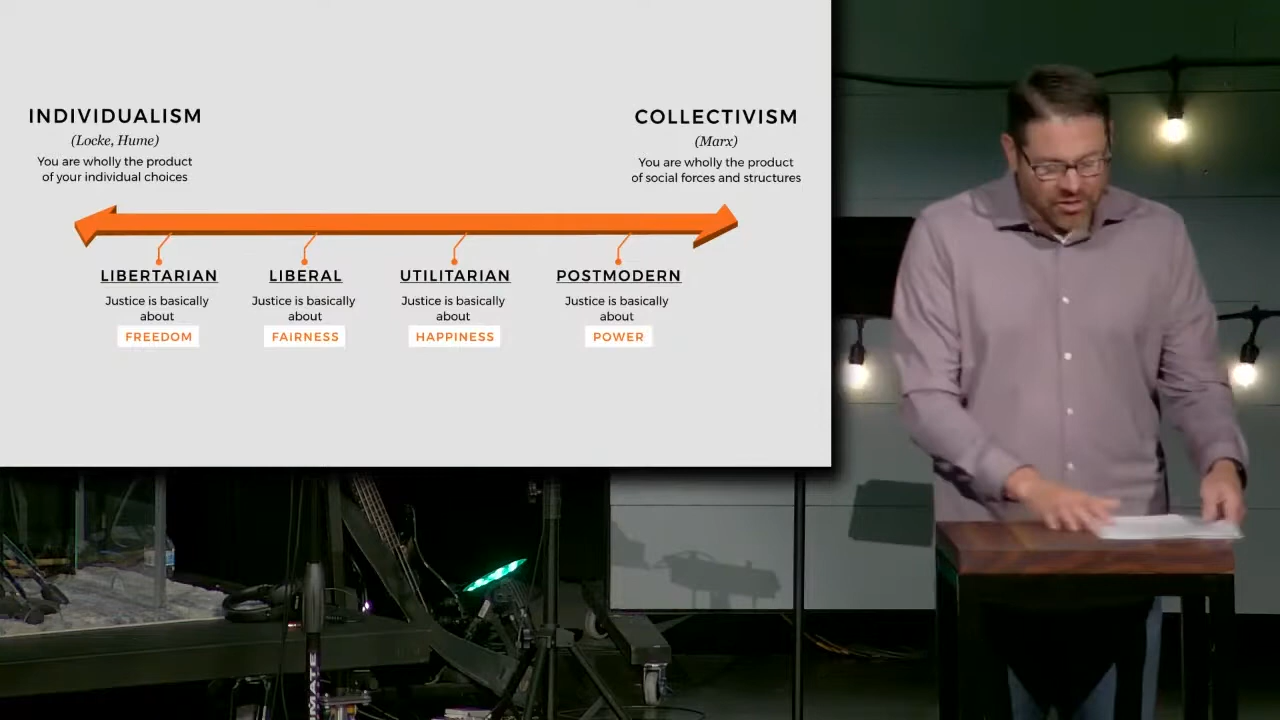 INDIVIDUALISM
(Locke, Hume)
You are wholly the product
of your individual choices
COLLECTIVISM
(Marx)
You are wholly the product
of social forces and structures
LIBERTARIAN
Justice is basically
about
FREEDOM
LIBERAL
Justice is basically
about
FAIRNESS
UTILITARIAN
Justice is basically
about
HAPPINESS
POSTMODERN
Justice is basically
about
POWER